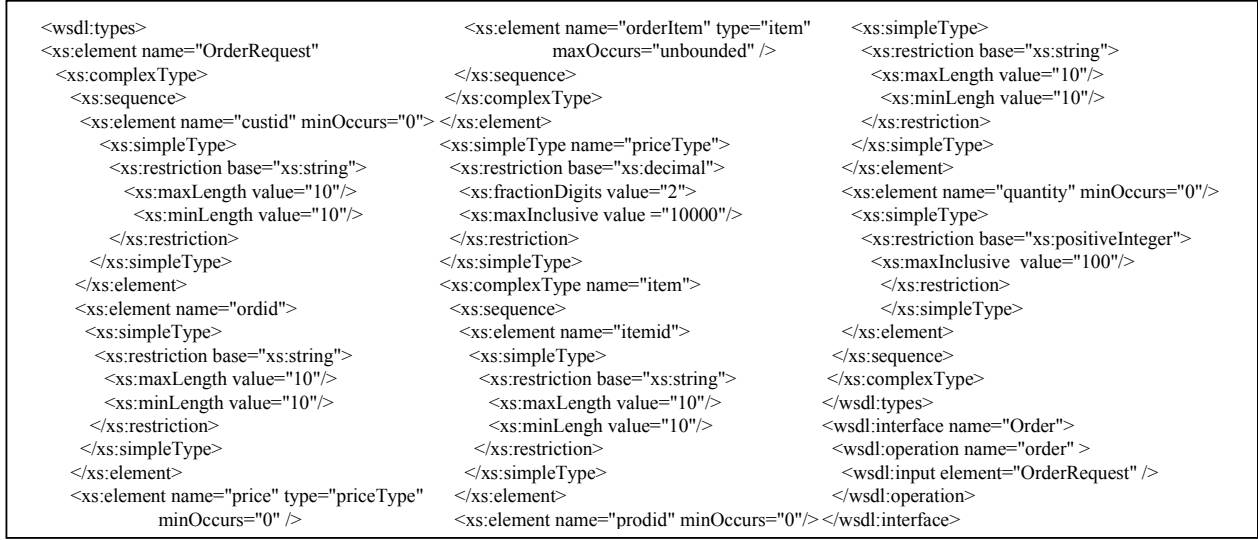 <wsdl:types>
<xs:element name="OrderRequest"
<xs:complexType>
<xs:sequence>
<xs:element name="custid" minOccurs="0">
<xs:simpleType>
<xs:restriction base="xs:string">
<xs:maxLength value="10"/>
<xs:minLength value="10"/>
</xs:restriction>
</xs:simpleType>
</xs:element>
<xs:element name="ordid">
<xs:simpleType>
<xs:restriction base="xs:string">
<xs:maxLength value="10"/>
<xs:minLength value="10"/>
</xs:restriction>
</xs:simpleType>
</xs:element>
<xs:element name="price" type="priceType"
minOccurs="0" />
<xs:element name="orderItem" type="item"
maxOccurs="unbounded" />
</xs:sequence>
</xs:complexType>
</xs:element>
<xs:simpleType name="priceType">
<xs:restriction base="xs:decimal">
<xs:fractionDigits value="2">
<xs:maxInclusive value ="10000"/>
</xs:restriction>
</xs:simpleType>
<xs:complexType name="item">
<xs:sequence>
<xs:element name="itemid">
<xs:simpleType>
<xs:restriction base="xs:string">
<xs:maxLength value="10"/>
<xs:minLengh value="10"/>
</xs:restriction>
</xs:simpleType>
</xs:element>
<xs:element name="prodid" minOccurs="0"/>
<xs:simpleType>
<xs:restriction base="xs:string">
<xs:maxLength value="10"/>
<xs:minLengh value="10"/>
</xs:restriction>
</xs:simpleType>
</xs:element>
<xs:element name="quantity" minOccurs="0"/>
<xs:simpleType>
<xs:restriction base="xs:positiveInteger">
<xs:maxInclusive  value="100"/>
</xs:restriction>
</xs:simpleType>
</xs:element>
</xs:sequence>
</xs:complexType>
</wsdl:types>
<wsdl:interface name="Order">
<wsdl:operation name="order" >
<wsdl:input element="OrderRequest" />
</wsdl:operation>
</wsdl:interface>